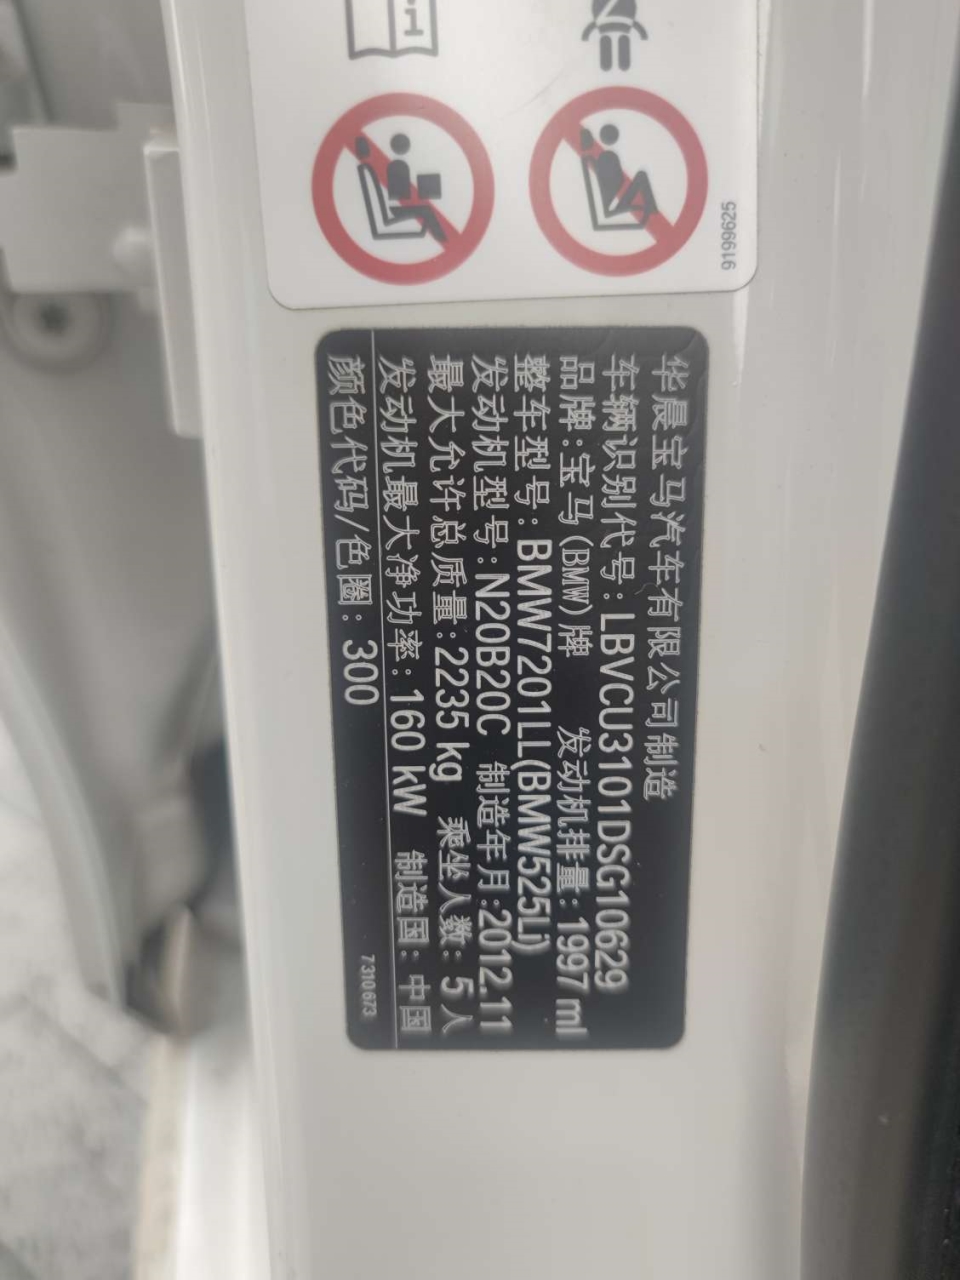 9199625
华晨宝马汽车有限公司制造
车辆识别代号：LBVCU3101DSG10629
品牌：宝马(BMW)牌 发动机排量：1997 ml
整车型号：BMW7201LL(BMW525Li)
发动机型号：N20B20C 制造年月：2012.11
最大允许总质量：2235 kg 乘坐人数：5 人
发动机最大净功率：160 kW 制造国：中国
颜色代码/色圈：300
7310673